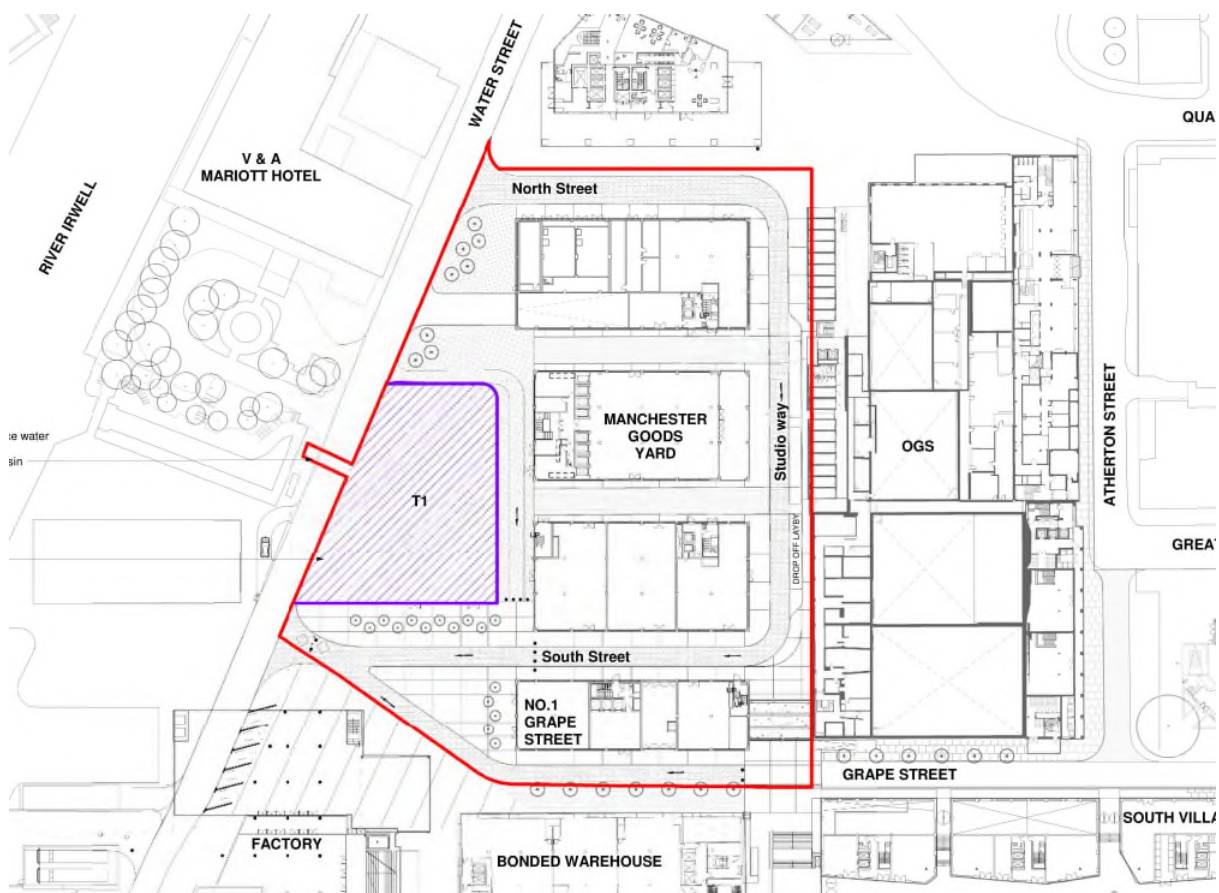 WATER STREET
QUA
V & A
MARIOTT HOTEL
North Street
RIVER IRWELL
MANCHESTER
GOODS
YARD
Studio way
OGS
ATHERTON STREET
ce water
sin
T1
DROP OFF LAYBY
GREAT
South Street
NO.1
GRAPE
STREET
GRAPE STREET
FACTORY
BONDED WAREHOUSE
SOUTH VILLA